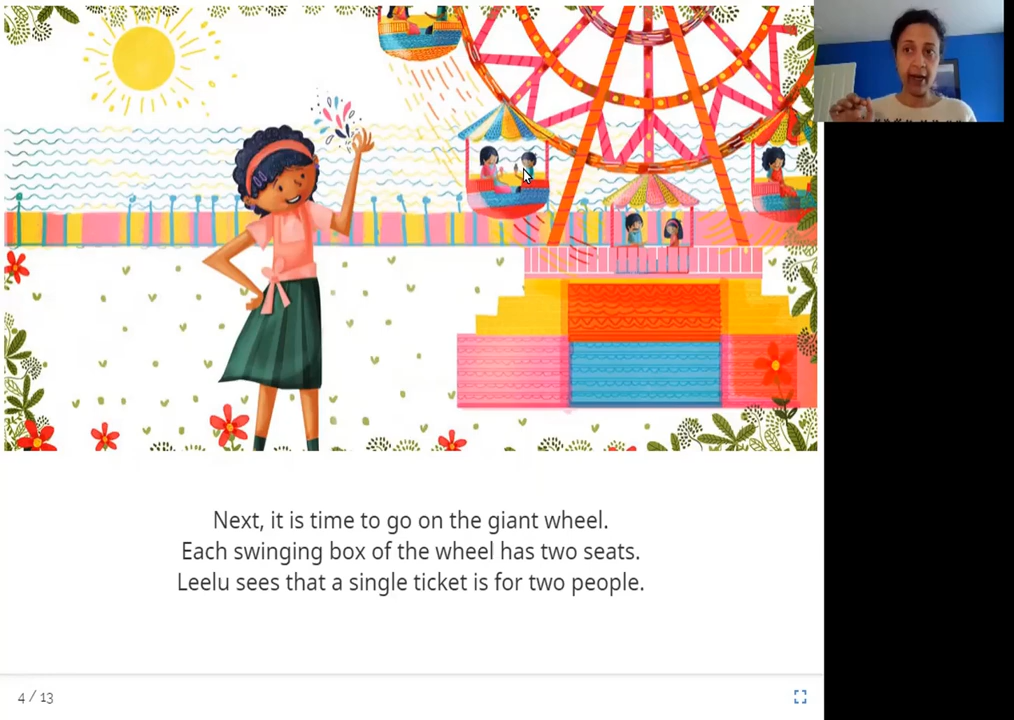 Next, it is time to go on the giant wheel.
Each swinging box of the wheel has two seats.
Leelu sees that a single ticket is for two people.
4 / 13